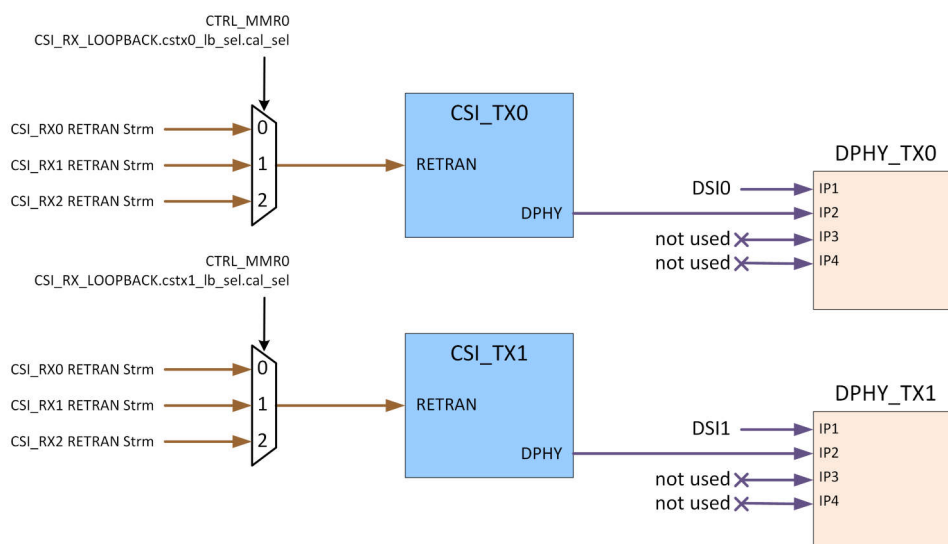 CTRL_MMR0
CSI_RX_LOOPBACK.cstx0_lb_sel.cal_sel
CSI_TX0
CSI_RX0 RETRAN Strm
0
CSI_RX1 RETRAN Strm
1
RETRAN
CSI_RX2 RETRAN Strm
2
DPHY
DPHY_TX0
DSI0
IP1
IP2
not used
IP3
not used
IP4
CTRL_MMR0
CSI_RX_LOOPBACK.cstx1_lb_sel.cal_sel
CSI_TX1
CSI_RX0 RETRAN Strm
0
CSI_RX1 RETRAN Strm
1
RETRAN
CSI_RX2 RETRAN Strm
2
DPHY
DPHY_TX1
DSI1
IP1
IP2
not used
IP3
not used
IP4